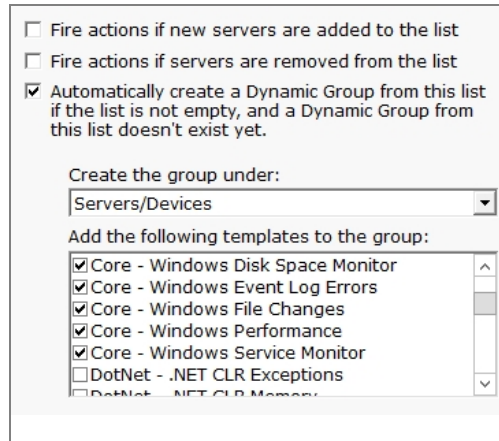 Fire actions if new servers are added to the list
Fire actions if servers are removed from the list
Automatically create a Dynamic Group from this list
if the list is not empty, and a Dynamic Group from
this list doesn't exist yet.
Create the group under:
Servers/Devices
Add the following templates to the group:
Core - Windows Disk Space Monitor
Core - Windows Event Log Errors
Core - Windows File Changes
Core - Windows Performance
Core - Windows Service Monitor
DotNet - .NET CLR Exceptions
DotNet - .NET CLR Memory